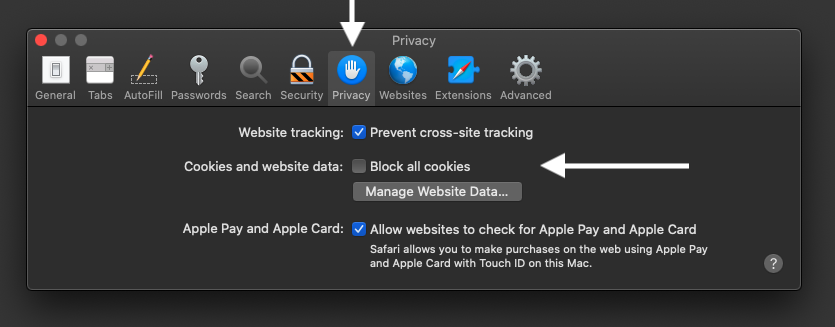 Privacy
General Tabs AutoFill Passwords Search Security Privacy Websites Extensions Advanced
Website tracking: Prevent cross-site tracking
Cookies and website data: Block all cookies
Manage Website Data...
Apple Pay and Apple Card: Allow websites to check for Apple Pay and Apple Card
Safari allows you to make purchases on the web using Apple Pay
and Apple Card with Touch ID on this Mac.
?